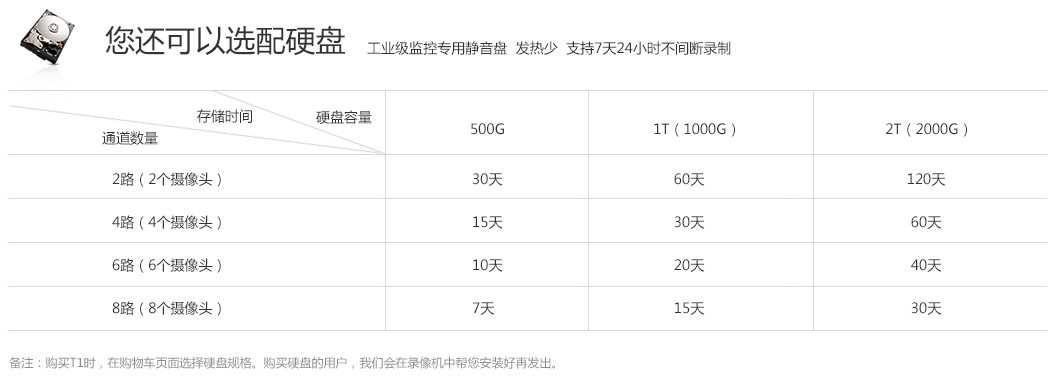 您还可以选配硬盘 工业级监控专用静音盘 发热少 支持7天24小时不间断录制
存储时间 硬盘容量
通道数量
500G 1T（1000G） 2T（2000G）
2路（2个摄像头） 30天 60天 120天
4路（4个摄像头） 15天 30天 60天
6路（6个摄像头） 10天 20天 40天
8路（8个摄像头） 7天 15天 30天
备注：购买T1时，在购物车页面选择硬盘规格。购买硬盘的用户，我们会在录像机中帮您安装好再发出。